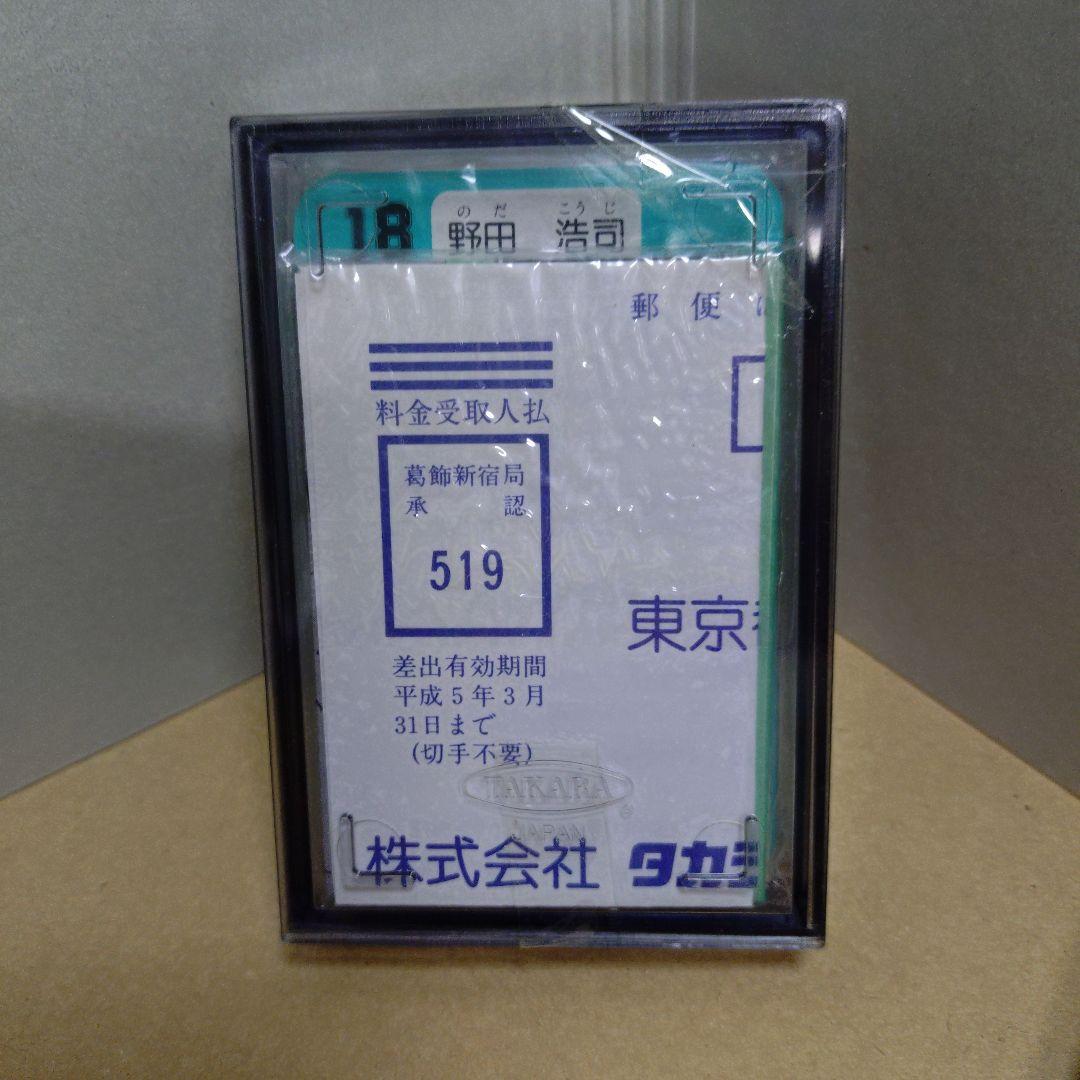 のだ こうじ
18 野田 浩司
郵便
料金受取人払
葛飾新宿局
承 認
519
東京
差出有効期間
平成5年3月
31日まで
(切手不要)
TAKARA
JAPAN
株式会社 タカ